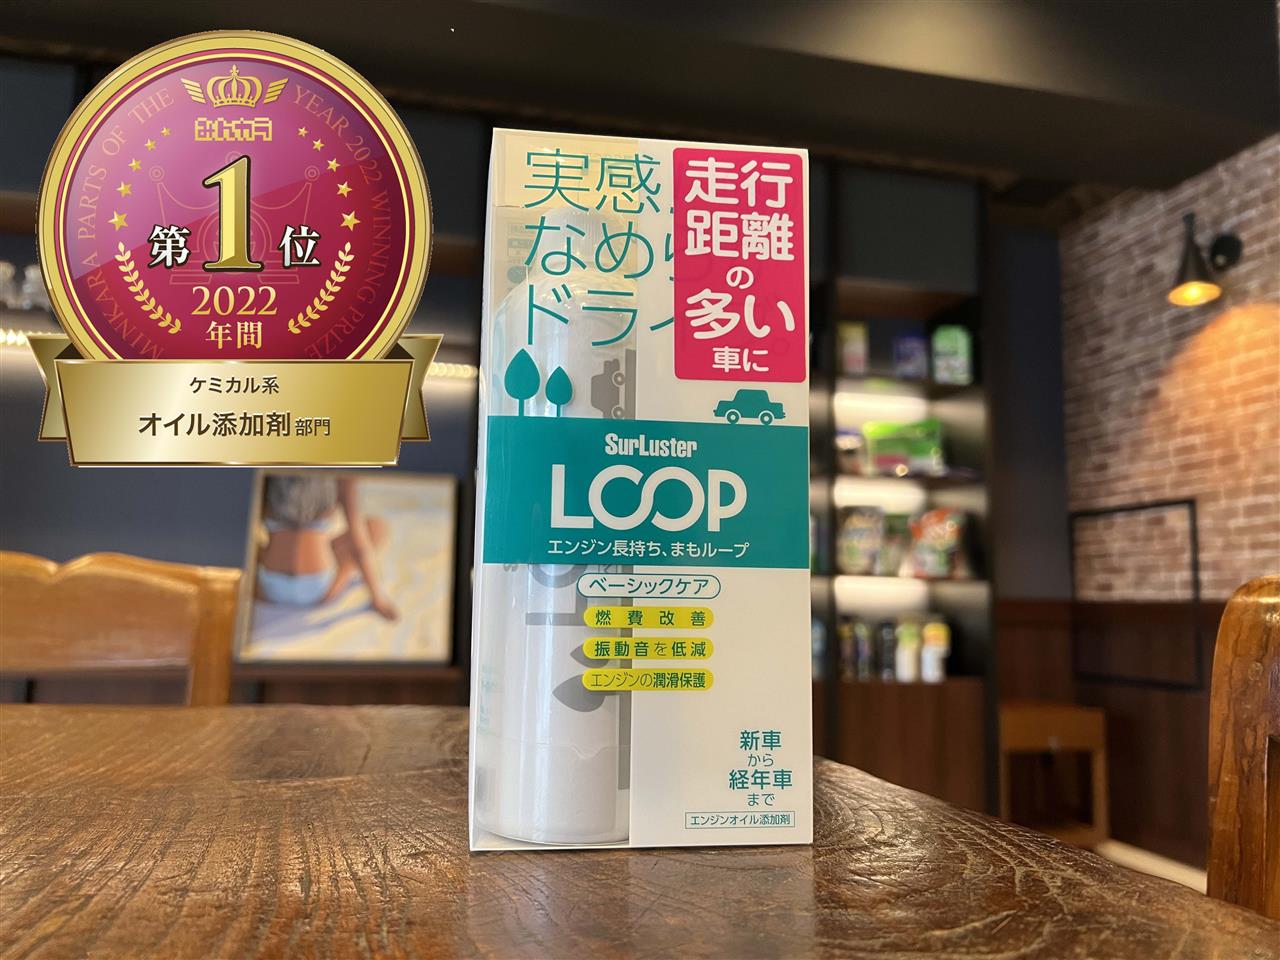 MINKARA PARTS OF THE YEAR 2022 WINNING PRIZE
みんカラ
第1位
2022
年間
ケミカル系
オイル添加剤部門
実感、
なめら
ドライ
走行
距離
の
多い
車に
SurLuster
LOOP
エンジン長持ち、まもループ
ベーシックケア
燃費改善
振動音を低減
エンジンの潤滑保護
新車
から
経年車
まで
エンジンオイル添加剤